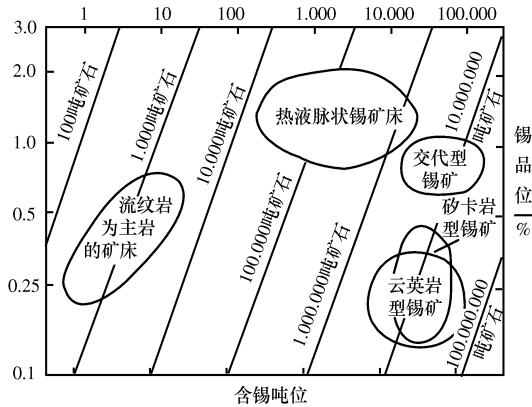 1 10 100 1.000 10.000 100.000
3.0
2.0
1.0
0.5
0.25
0.1
100吨矿石
1.000吨矿石
10.000吨矿石
100.000吨矿石
1.000.000吨矿石
10.000.000
吨矿石
100.000.000
吨矿石
热液脉状锡矿床
交代型
锡矿
流纹岩
为主岩
的矿床
矽卡岩
型锡矿
云英岩
型锡矿
锡
品
位
%
含锡吨位